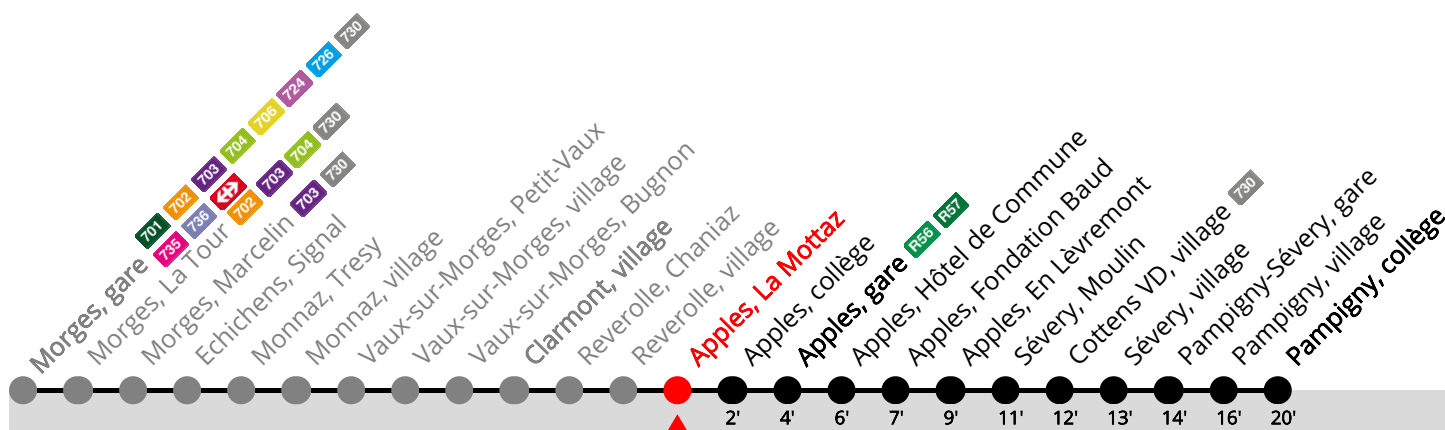 Morges, gare 701 702 703 704 706 724 726 730
735 736
Morges, La Tour 702 703 704 730
Morges, Marcelin 703 730
Echichens, Signal
Monnaz, Tresy
Monnaz, village
Vaux-sur-Morges, Petit-Vaux
Vaux-sur-Morges, village
Vaux-sur-Morges, Bugnon
Clarmont, village
Reverolle, Chaniaz
Reverolle, village
Apples, La Mottaz
Apples, collège
Apples, gare R56 R57
Apples, Hôtel de Commune
Apples, Fondation Baud
Apples, En Lèvremont
Sévery, Moulin
Cottens VD, village 730
Sévery, village
Pampigny-Sévery, gare
Pampigny, village
Pampigny, collège
2' 4' 6' 7' 9' 11' 12' 13' 14' 16' 20'